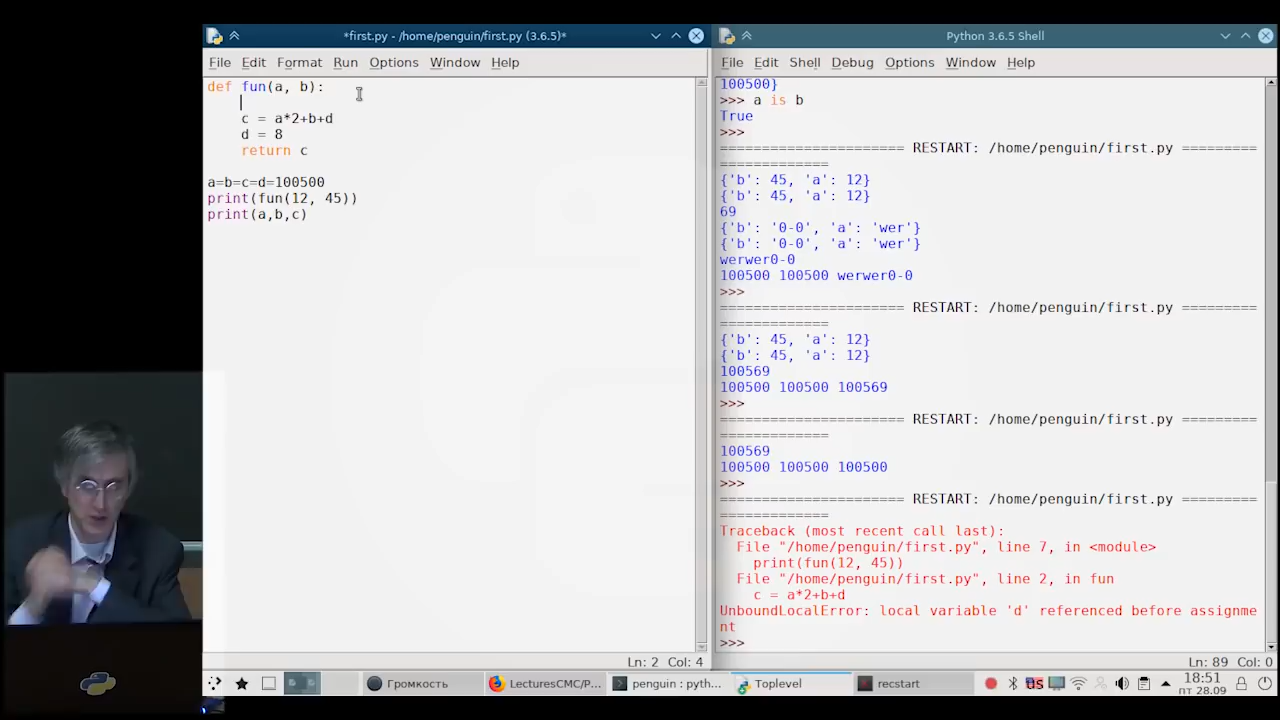 *first.py - /home/penguin/first.py (3.6.5)*
File Edit Format Run Options Window Help
def fun(a, b):
c = a*2+b+d
d = 8
return c
a=b=c=d=100500
print(fun(12, 45))
print(a,b,c)
Ln: 2 Col: 4
Python 3.6.5 Shell
File Edit Shell Debug Options Window Help
100500}
>>> a is b
True
>>>
====================== RESTART: /home/penguin/first.py =========
=============
{'b': 45, 'a': 12}
{'b': 45, 'a': 12}
69
{'b': '0-0', 'a': 'wer'}
{'b': '0-0', 'a': 'wer'}
werwer0-0
100500 100500 werwer0-0
>>>
====================== RESTART: /home/penguin/first.py =========
=============
{'b': 45, 'a': 12}
{'b': 45, 'a': 12}
100569
100500 100500 100569
>>>
====================== RESTART: /home/penguin/first.py =========
=============
100569
100500 100500 100500
>>>
====================== RESTART: /home/penguin/first.py =========
=============
Traceback (most recent call last):
File "/home/penguin/first.py", line 7, in <module>
print(fun(12, 45))
File "/home/penguin/first.py", line 2, in fun
c = a*2+b+d
UnboundLocalError: local variable 'd' referenced before assignme
nt
>>>
Ln: 89 Col: 0
Громкость
LecturesCMC/P...
penguin : pyth...
Toplevel
recstart
US
18:51
пт 28.09